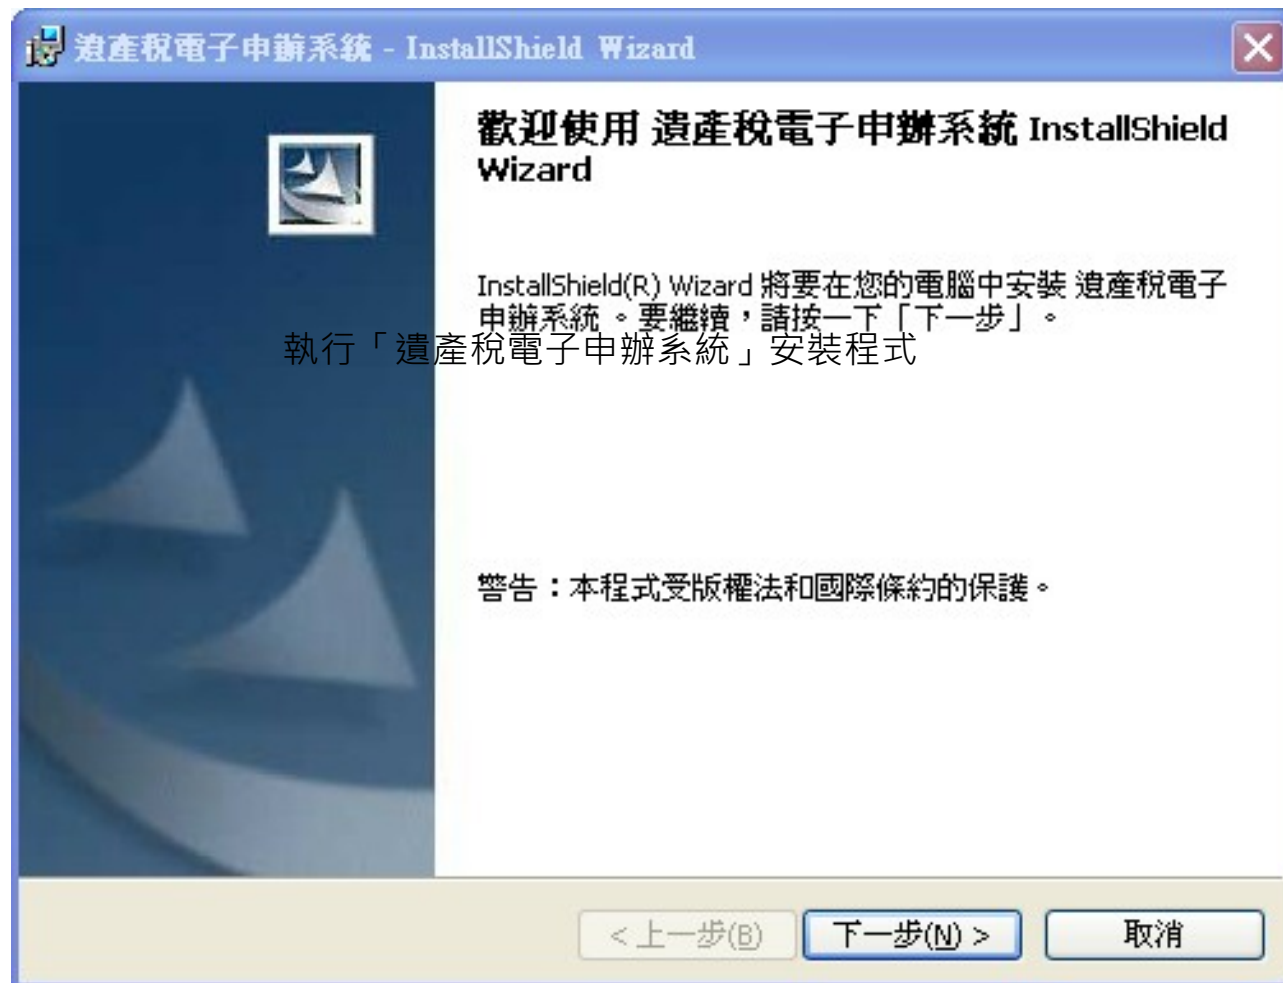 遺產稅電子申辦系統 - InstallShield Wizard
歡迎使用 遺產稅電子申辦系統 InstallShield
Wizard
InstallShield(R) Wizard 將要在您的電腦中安裝 遺產稅電子
申辦系統 。要繼續，請按一下「下一步」。
執行「遺產稅電子申辦系統」安裝程式
警告：本程式受版權法和國際條約的保護。
< 上一步(B)
下一步(N) >
取消